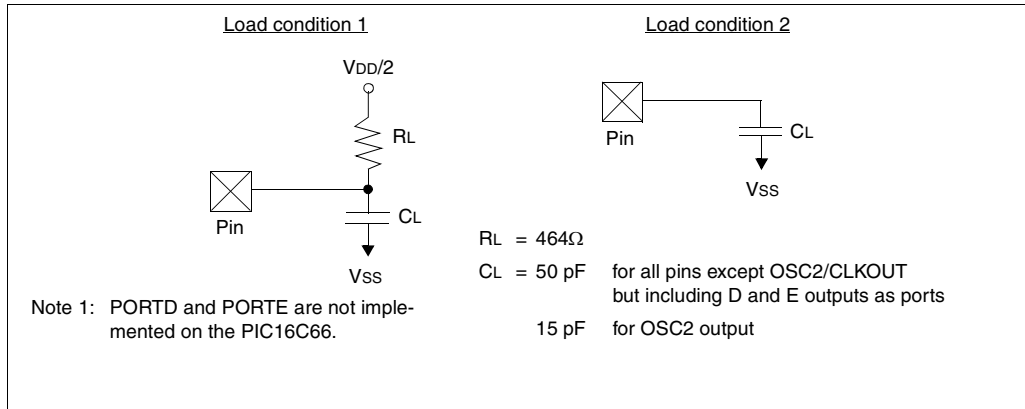 Load condition 1
VDD/2
RL
Pin
CL
VSS
Note 1: PORTD and PORTE are not imple-
mented on the PIC16C66.
Load condition 2
Pin
CL
VSS
RL = 464Ω
CL = 50 pF for all pins except OSC2/CLKOUT
but including D and E outputs as ports
15 pF for OSC2 output